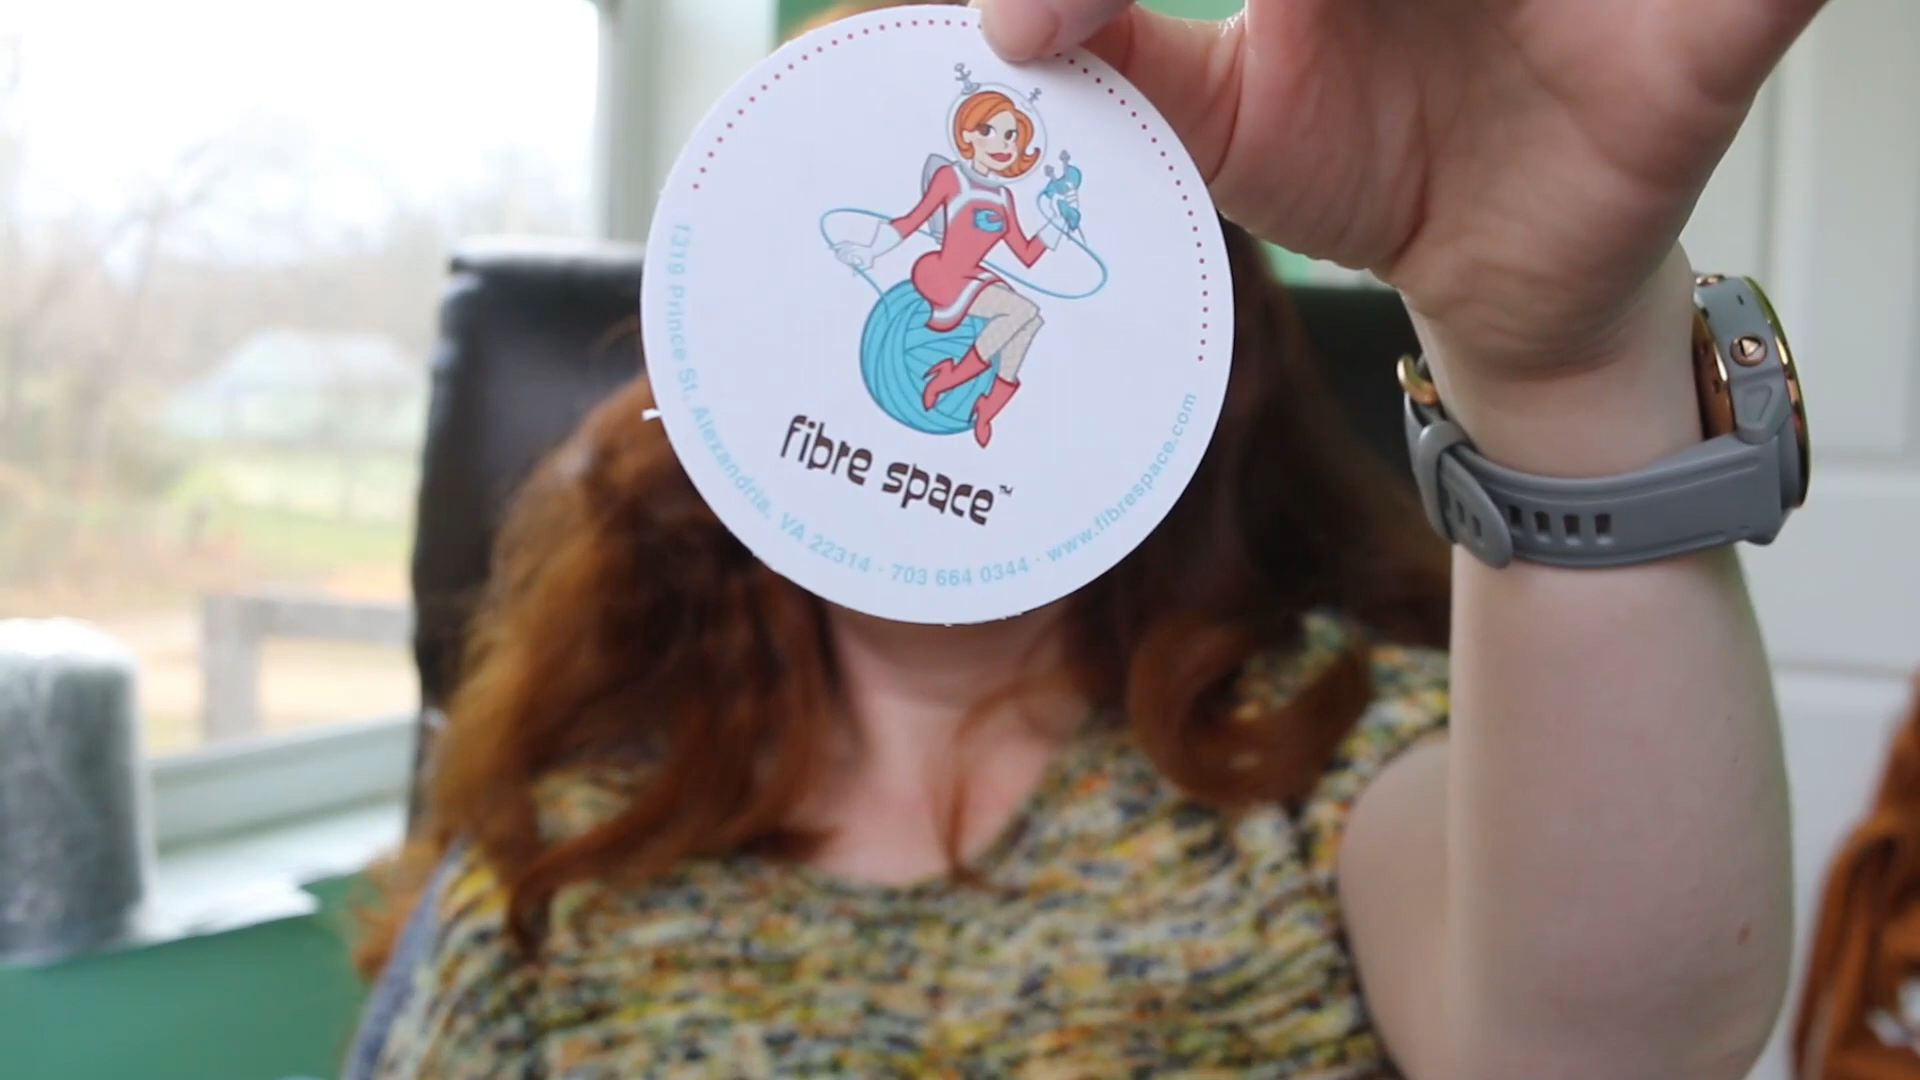 fibre space™
1319 Prince St. Alexandria, VA 22314 · 703 664 0344 · www.fibrespace.com